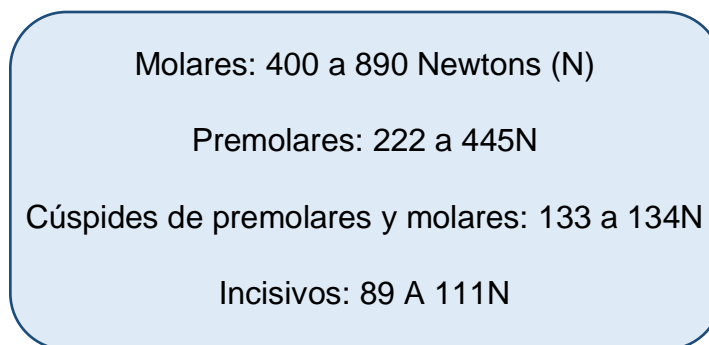 Molares: 400 a 890 Newtons (N)
Premolares: 222 a 445N
Cúspides de premolares y molares: 133 a 134N
Incisivos: 89 A 111N